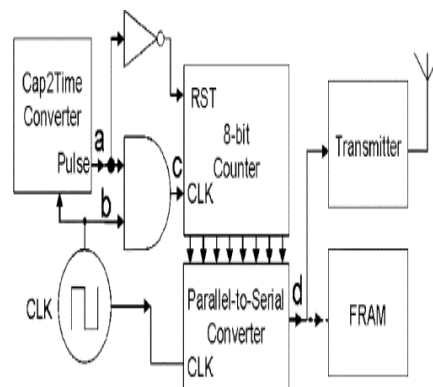 Cap2Time
Converter
Pulse
a
b
c
RST
8-bit
Counter
CLK
Transmitter
CLK
Parallel-to-Serial
Converter
CLK
d
FRAM